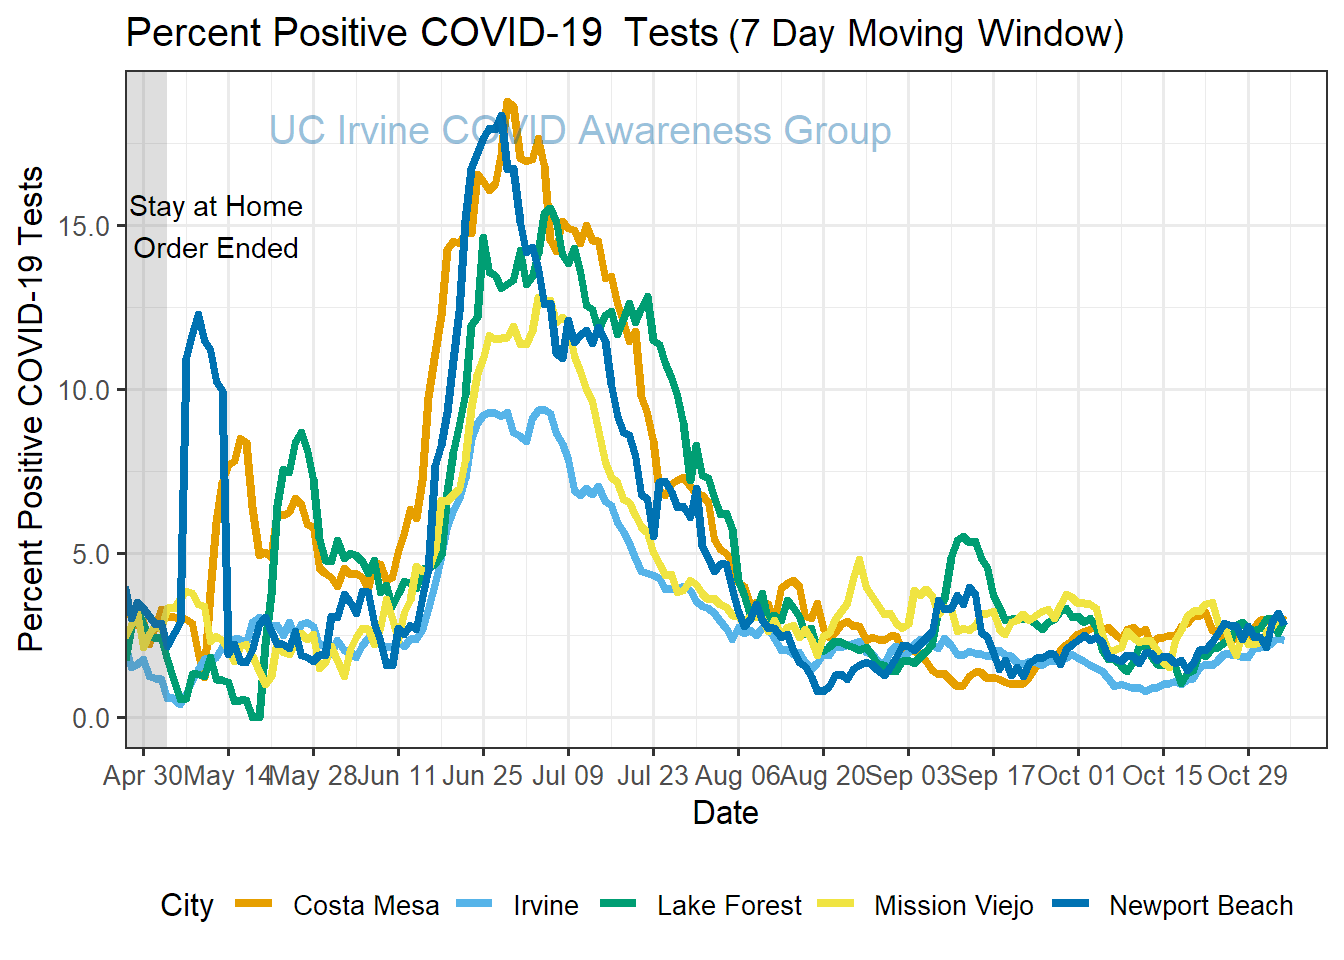 Percent Positive COVID-19  Tests (7 Day Moving Window)
UC Irvine COVID Awareness Group
Stay at Home
Order Ended
Percent Positive COVID-19 Tests
15.0
10.0
5.0
0.0
Apr 30 May 14 May 28 Jun 11 Jun 25 Jul 09 Jul 23 Aug 06 Aug 20 Sep 03 Sep 17 Oct 01 Oct 15 Oct 29
Date
City Costa Mesa Irvine Lake Forest Mission Viejo Newport Beach